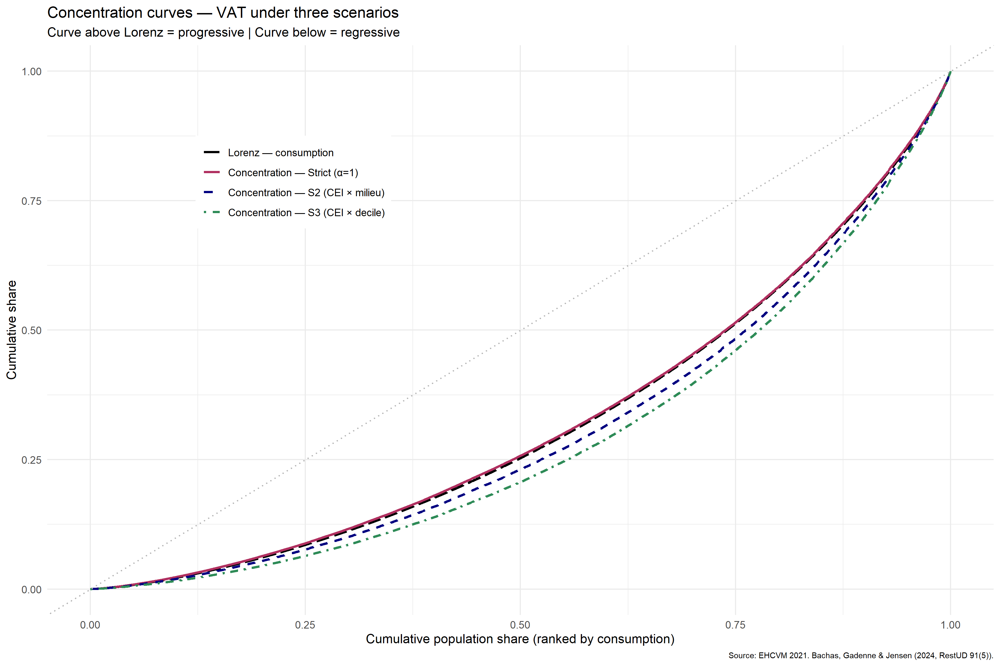 Concentration curves — VAT under three scenarios
Curve above Lorenz = progressive | Curve below = regressive
1.00
0.75
0.50
0.25
0.00
Cumulative share
Lorenz — consumption
Concentration — Strict (α=1)
Concentration — S2 (CEI × milieu)
Concentration — S3 (CEI × decile)
0.00 0.25 0.50 0.75 1.00
Cumulative population share (ranked by consumption)
Source: EHCVM 2021. Bachas, Gadenne & Jensen (2024, RestUD 91(5)).